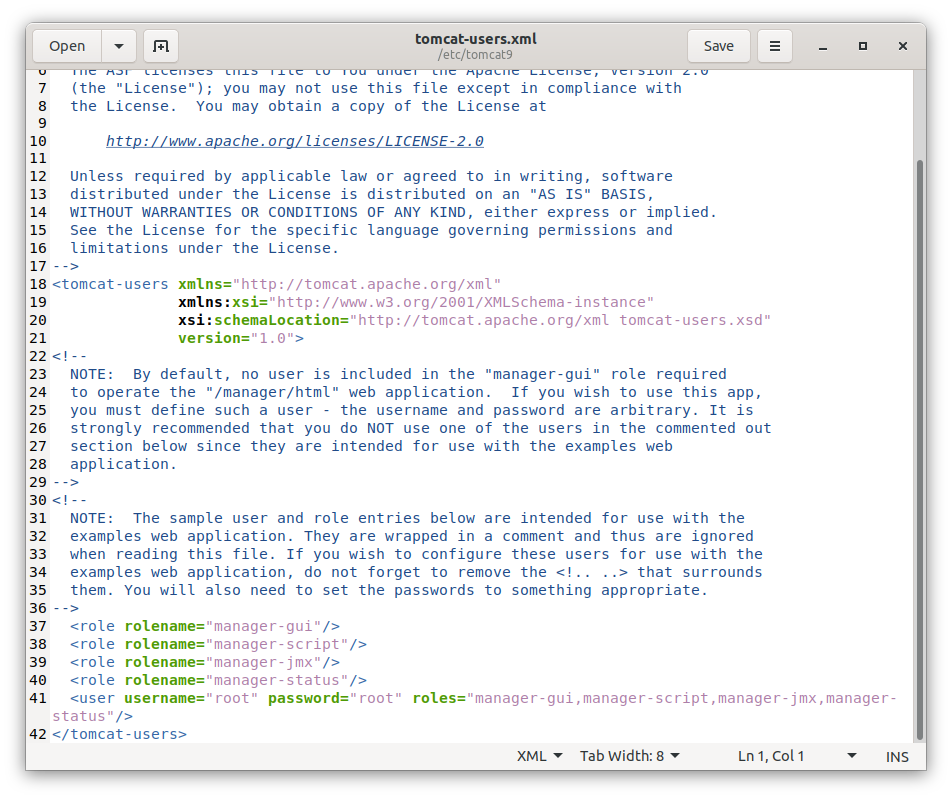 Open
tomcat-users.xml
/etc/tomcat9
Save
6 The ASF licenses this file to You under the Apache License, Version 2.0
7 (the "License"); you may not use this file except in compliance with
8 the License.  You may obtain a copy of the License at
9
10 http://www.apache.org/licenses/LICENSE-2.0
11
12 Unless required by applicable law or agreed to in writing, software
13 distributed under the License is distributed on an "AS IS" BASIS,
14 WITHOUT WARRANTIES OR CONDITIONS OF ANY KIND, either express or implied.
15 See the License for the specific language governing permissions and
16 limitations under the License.
17 -->
18 <tomcat-users xmlns="http://tomcat.apache.org/xml"
19 xmlns:xsi="http://www.w3.org/2001/XMLSchema-instance"
20 xsi:schemaLocation="http://tomcat.apache.org/xml tomcat-users.xsd"
21 version="1.0">
22 <!--
23 NOTE:  By default, no user is included in the "manager-gui" role required
24 to operate the "/manager/html" web application.  If you wish to use this app,
25 you must define such a user - the username and password are arbitrary. It is
26 strongly recommended that you do NOT use one of the users in the commented out
27 section below since they are intended for use with the examples web
28 application.
29 -->
30 <!--
31 NOTE:  The sample user and role entries below are intended for use with the
32 examples web application. They are wrapped in a comment and thus are ignored
33 when reading this file. If you wish to configure these users for use with the
34 examples web application, do not forget to remove the <!.. ..> that surrounds
35 them. You will also need to set the passwords to something appropriate.
36 -->
37 <role rolename="manager-gui"/>
38 <role rolename="manager-script"/>
39 <role rolename="manager-jmx"/>
40 <role rolename="manager-status"/>
41 <user username="root" password="root" roles="manager-gui,manager-script,manager-jmx,manager-
status"/>
42 </tomcat-users>
XML Tab Width: 8 Ln 1, Col 1 INS